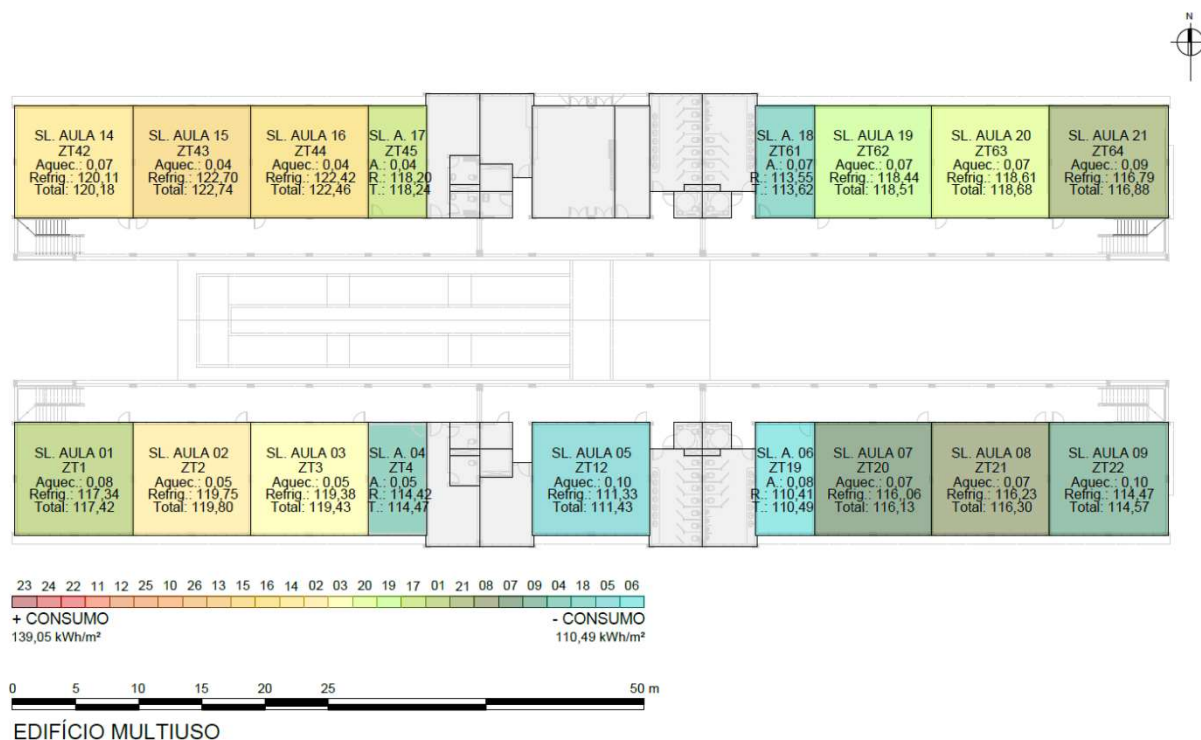 N
SL. AULA 14
ZT42
Aquec.: 0,07
Refrig.: 120,11
Total: 120,18
SL. AULA 15
ZT43
Aquec.: 0,04
Refrig.: 122,70
Total: 122,74
SL. AULA 16
ZT44
Aquec.: 0,04
Refrig.: 122,42
Total: 122,46
SL. A. 17
ZT45
A.: 0,04
R.: 118,20
T.: 118,24
SL. A. 18
ZT61
A.: 0,07
R.: 113,55
T.: 113,62
SL. AULA 19
ZT62
Aquec.: 0,07
Refrig.: 118,44
Total: 118,51
SL. AULA 20
ZT63
Aquec.: 0,07
Refrig.: 118,61
Total: 118,68
SL. AULA 21
ZT64
Aquec.: 0,09
Refrig.: 116,79
Total: 116,88
SL. AULA 01
ZT1
Aquec.: 0,08
Refrig.: 117,34
Total: 117,42
SL. AULA 02
ZT2
Aquec.: 0,05
Refrig.: 119,75
Total: 119,80
SL. AULA 03
ZT3
Aquec.: 0,05
Refrig.: 119,38
Total: 119,43
SL. A. 04
ZT4
A.: 0,05
R.: 114,42
T.: 114,47
SL. AULA 05
ZT12
Aquec.: 0,10
Refrig.: 111,33
Total: 111,43
SL. A. 06
ZT19
A.: 0,08
R.: 110,41
T.: 110,49
SL. AULA 07
ZT20
Aquec.: 0,07
Refrig.: 116,06
Total: 116,13
SL. AULA 08
ZT21
Aquec.: 0,07
Refrig.: 116,23
Total: 116,30
SL. AULA 09
ZT22
Aquec.: 0,10
Refrig.: 114,47
Total: 114,57
23 24 22 11 12 25 10 26 13 15 16 14 02 03 20 19 17 01 21 08 07 09 04 18 05 06
+ CONSUMO - CONSUMO
139,05 kWh/m² 110,49 kWh/m²
0 5 10 15 20 25 50 m
EDIFÍCIO MULTIUSO